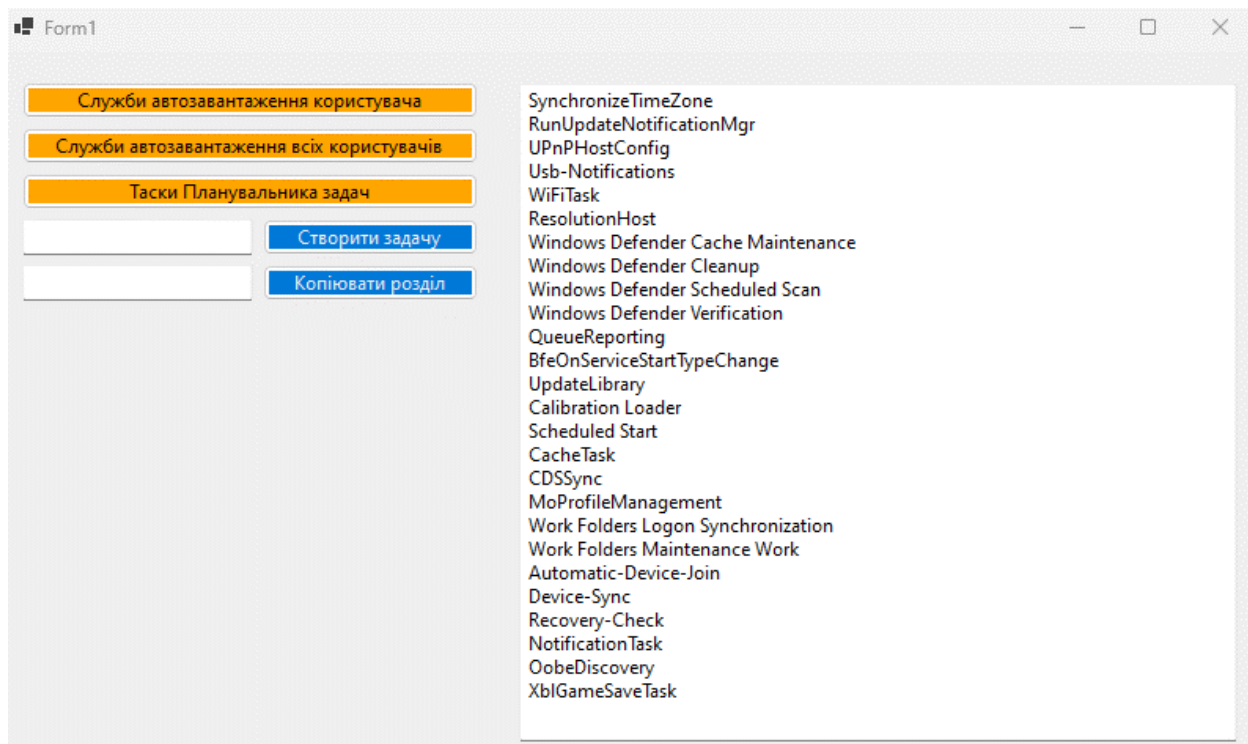 Form1
Служби автозавантаження користувача
Служби автозавантаження всіх користувачів
Таски Планувальника задач
Створити задачу
Копіювати розділ
SynchronizeTimeZone
RunUpdateNotificationMgr
UPnPHostConfig
Usb-Notifications
WiFiTask
ResolutionHost
Windows Defender Cache Maintenance
Windows Defender Cleanup
Windows Defender Scheduled Scan
Windows Defender Verification
QueueReporting
BfeOnServiceStartTypeChange
UpdateLibrary
Calibration Loader
Scheduled Start
CacheTask
CDSSync
MoProfileManagement
Work Folders Logon Synchronization
Work Folders Maintenance Work
Automatic-Device-Join
Device-Sync
Recovery-Check
NotificationTask
OobeDiscovery
XblGameSaveTask